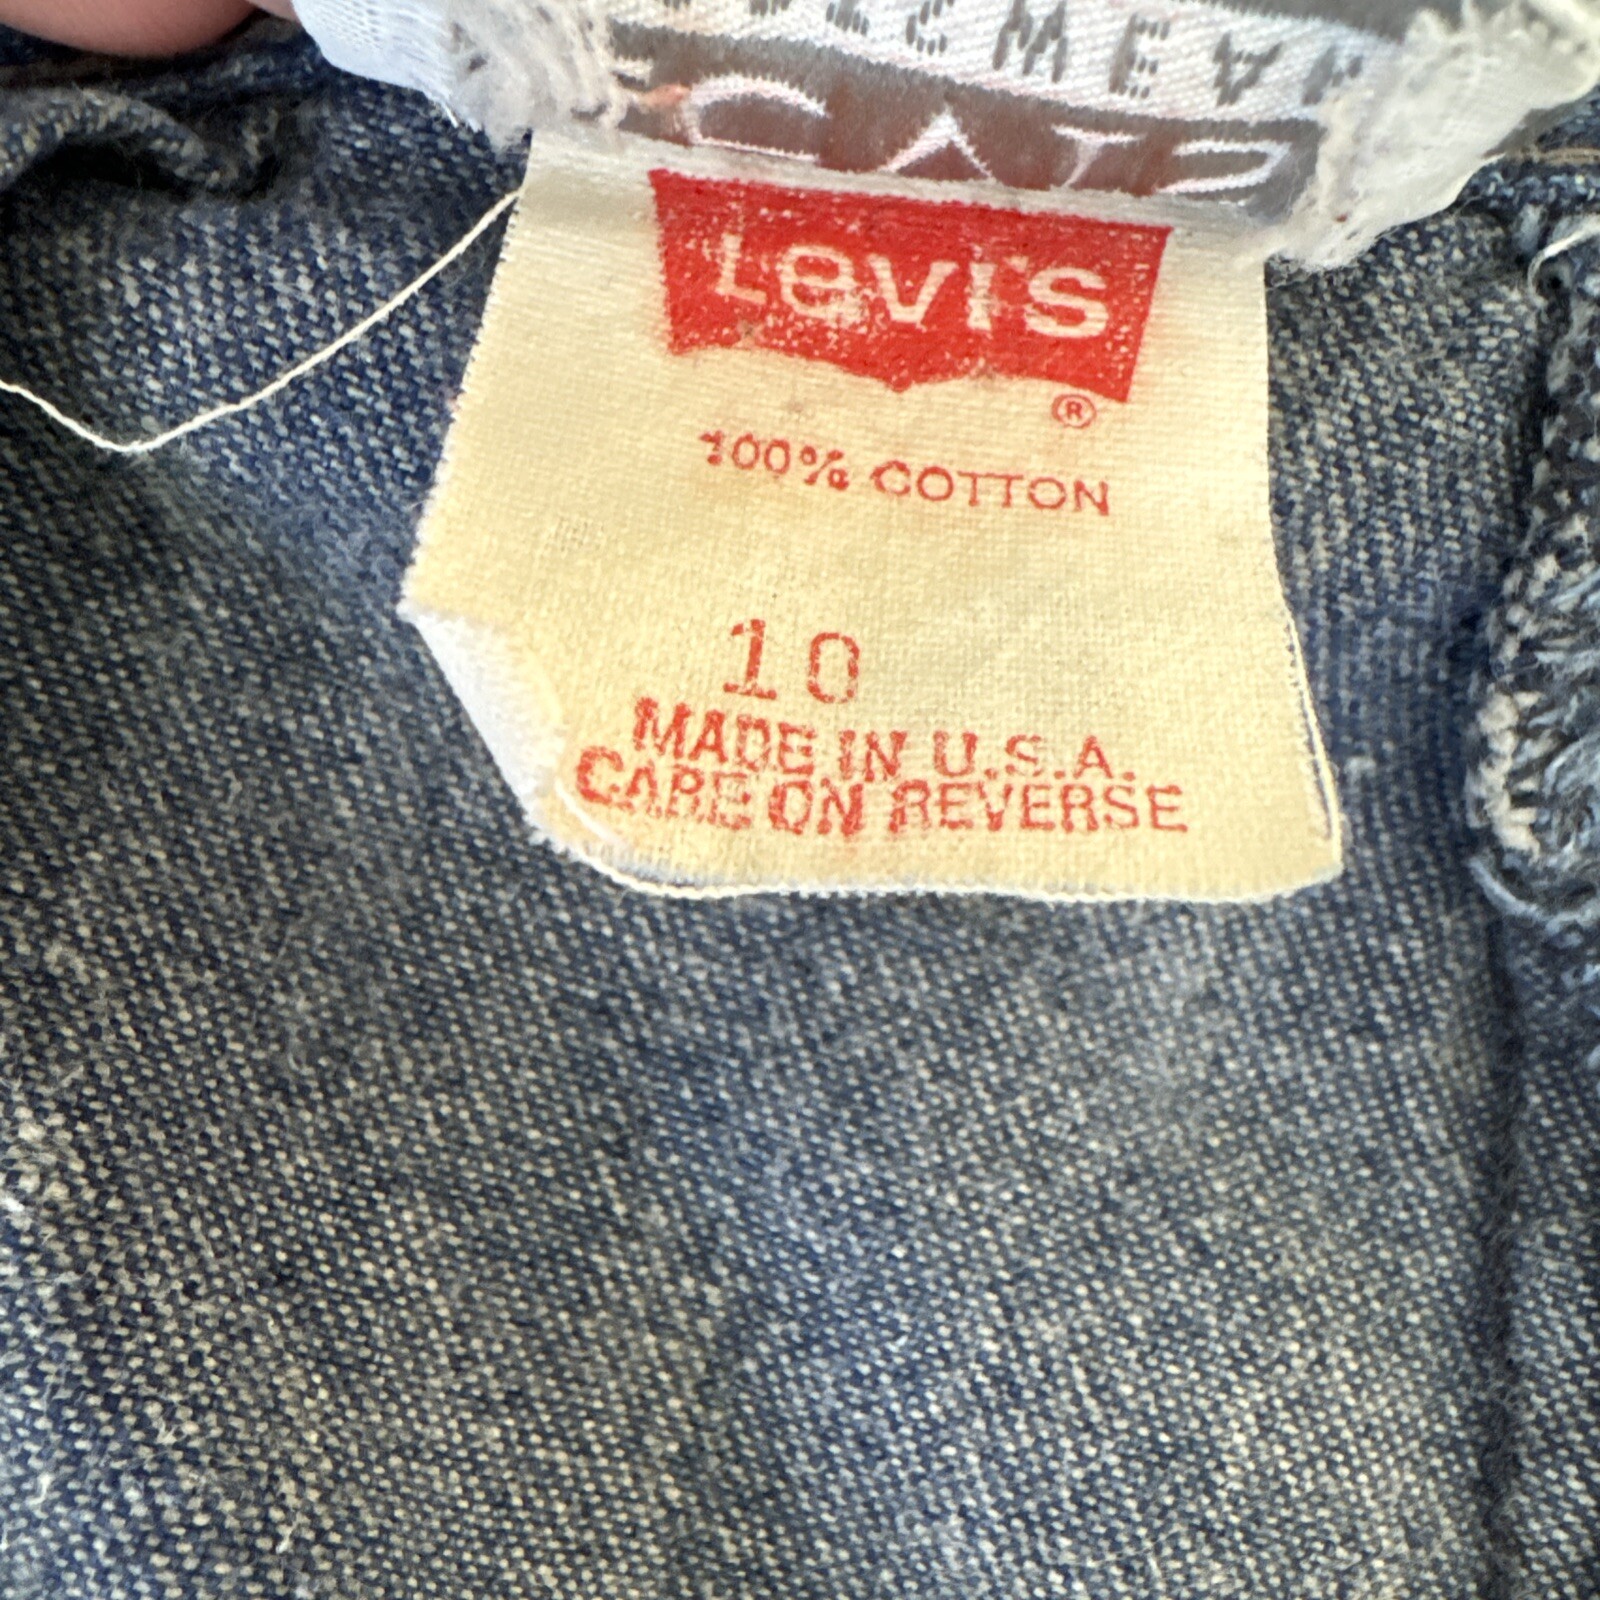 Levi's
®
100% COTTON
10
MADE IN U.S.A.
CARE ON REVERSE